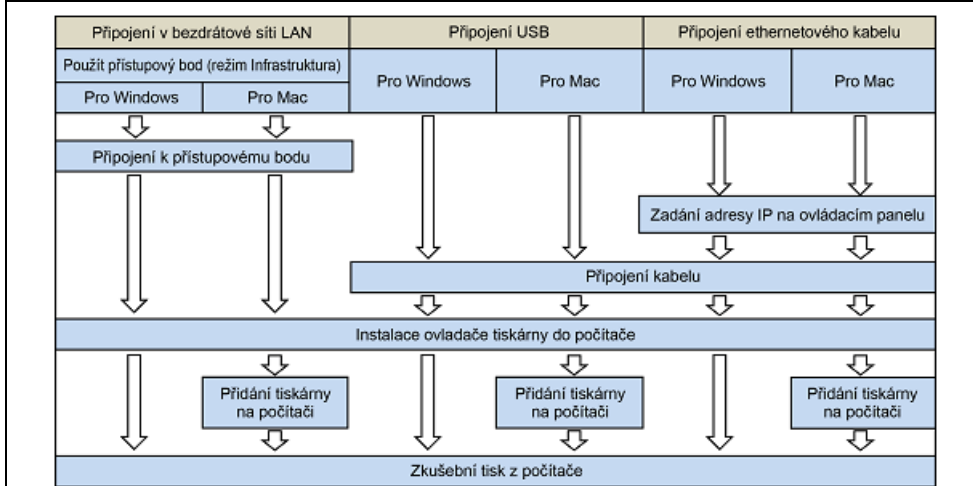 Připojení v bezdrátové síti LAN
Připojení USB
Připojení ethernetového kabelu
Použít přístupový bod (režim Infrastruktura)
Pro Windows
Pro Mac
Pro Windows
Pro Mac
Pro Windows
Pro Mac
Připojení k přístupovému bodu
Zadání adresy IP na ovládacím panelu
Připojení kabelu
Instalace ovladače tiskárny do počítače
Přidání tiskárny
na počítači
Přidání tiskárny
na počítači
Přidání tiskárny
na počítači
Zkušební tisk z počítače